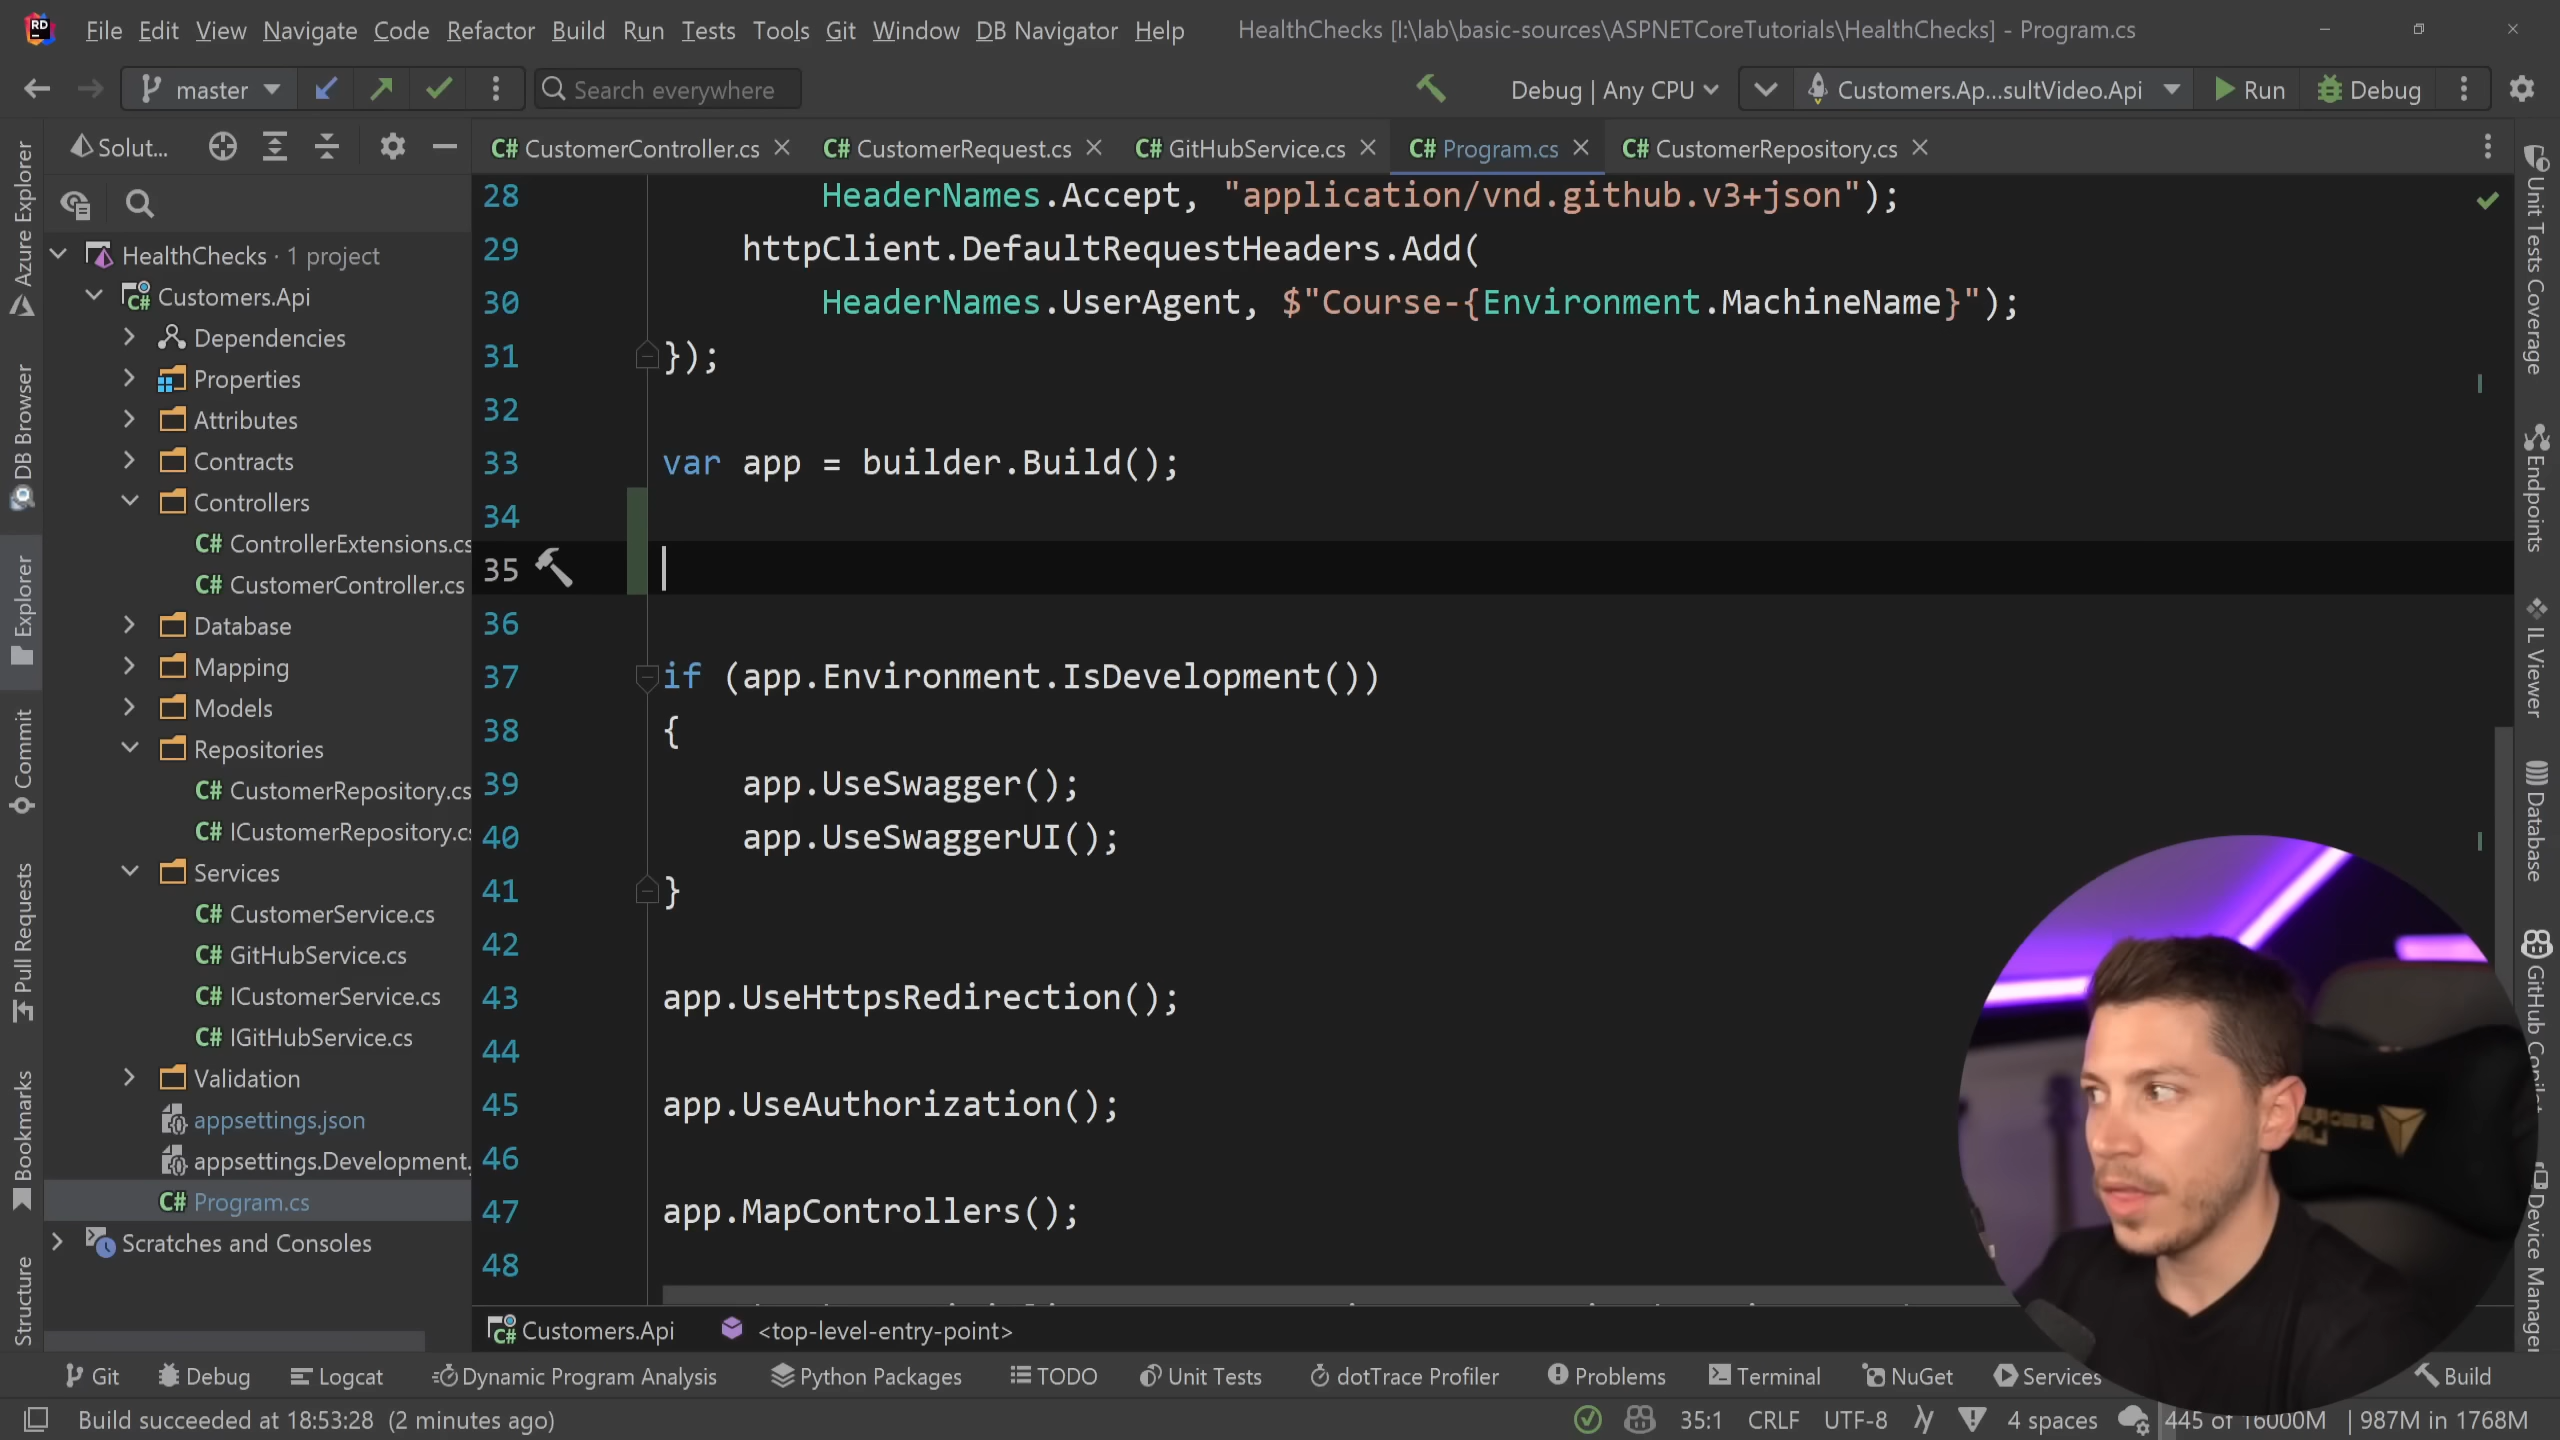 RD
File Edit View Navigate Code Refactor Build Run Tests Tools Git Window DB Navigator Help
HealthChecks [I:\lab\basic-sources\ASPNETCoreTutorials\HealthChecks] - Program.cs
master
Search everywhere
Debug | Any CPU
Customers.Ap...sultVideo.Api
Run
Debug
Solut...
C# CustomerController.cs
C# CustomerRequest.cs
C# GitHubService.cs
C# Program.cs
C# CustomerRepository.cs
HealthChecks · 1 project
Customers.Api
Dependencies
Properties
Attributes
Contracts
Controllers
C# ControllerExtensions.cs
C# CustomerController.cs
Database
Mapping
Models
Repositories
C# CustomerRepository.cs
C# ICustomerRepository.cs
Services
C# CustomerService.cs
C# GitHubService.cs
C# ICustomerService.cs
C# IGitHubService.cs
Validation
appsettings.json
appsettings.Development.
C# Program.cs
Scratches and Consoles
Azure Explorer
DB Browser
Explorer
Commit
Pull Requests
Bookmarks
Structure
28 HeaderNames.Accept, "application/vnd.github.v3+json");
29 httpClient.DefaultRequestHeaders.Add(
30 HeaderNames.UserAgent, $"Course-{Environment.MachineName}");
31 });
32
33 var app = builder.Build();
34
35
36
37 if (app.Environment.IsDevelopment())
38 {
39 app.UseSwagger();
40 app.UseSwaggerUI();
41 }
42
43 app.UseHttpsRedirection();
44
45 app.UseAuthorization();
46
47 app.MapControllers();
48
Unit Tests Coverage
Endpoints
IL Viewer
Database
GitHub Copilot
Device Manager
Customers.Api <top-level-entry-point>
Git Debug Logcat Dynamic Program Analysis Python Packages TODO Unit Tests dotTrace Profiler Problems Terminal NuGet Services Build
Build succeeded at 18:53:28 (2 minutes ago)
35:1 CRLF UTF-8 4 spaces 445 of 16000M | 987M in 1768M